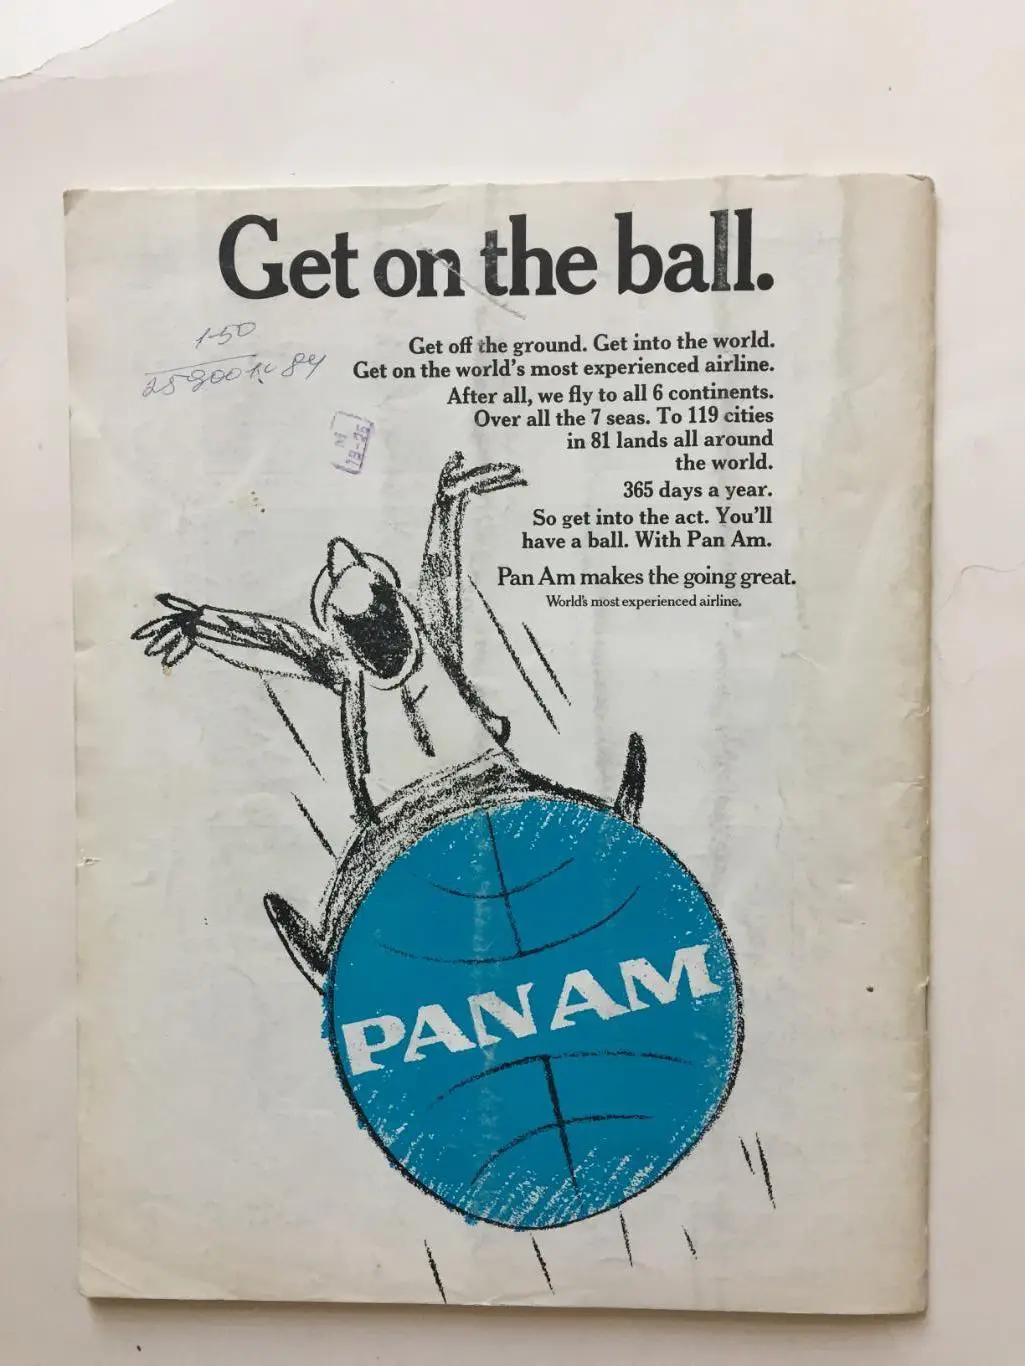 Get on the ball.
1-50
Get off the ground. Get into the world.
Get on the world's most experienced airline.
After all, we fly to all 6 continents.
Over all the 7 seas. To 119 cities
in 81 lands all around
the world.
365 days a year.
So get into the act. You'll
have a ball. With Pan Am.
Pan Am makes the going great.
World's most experienced airline.
PAN AM